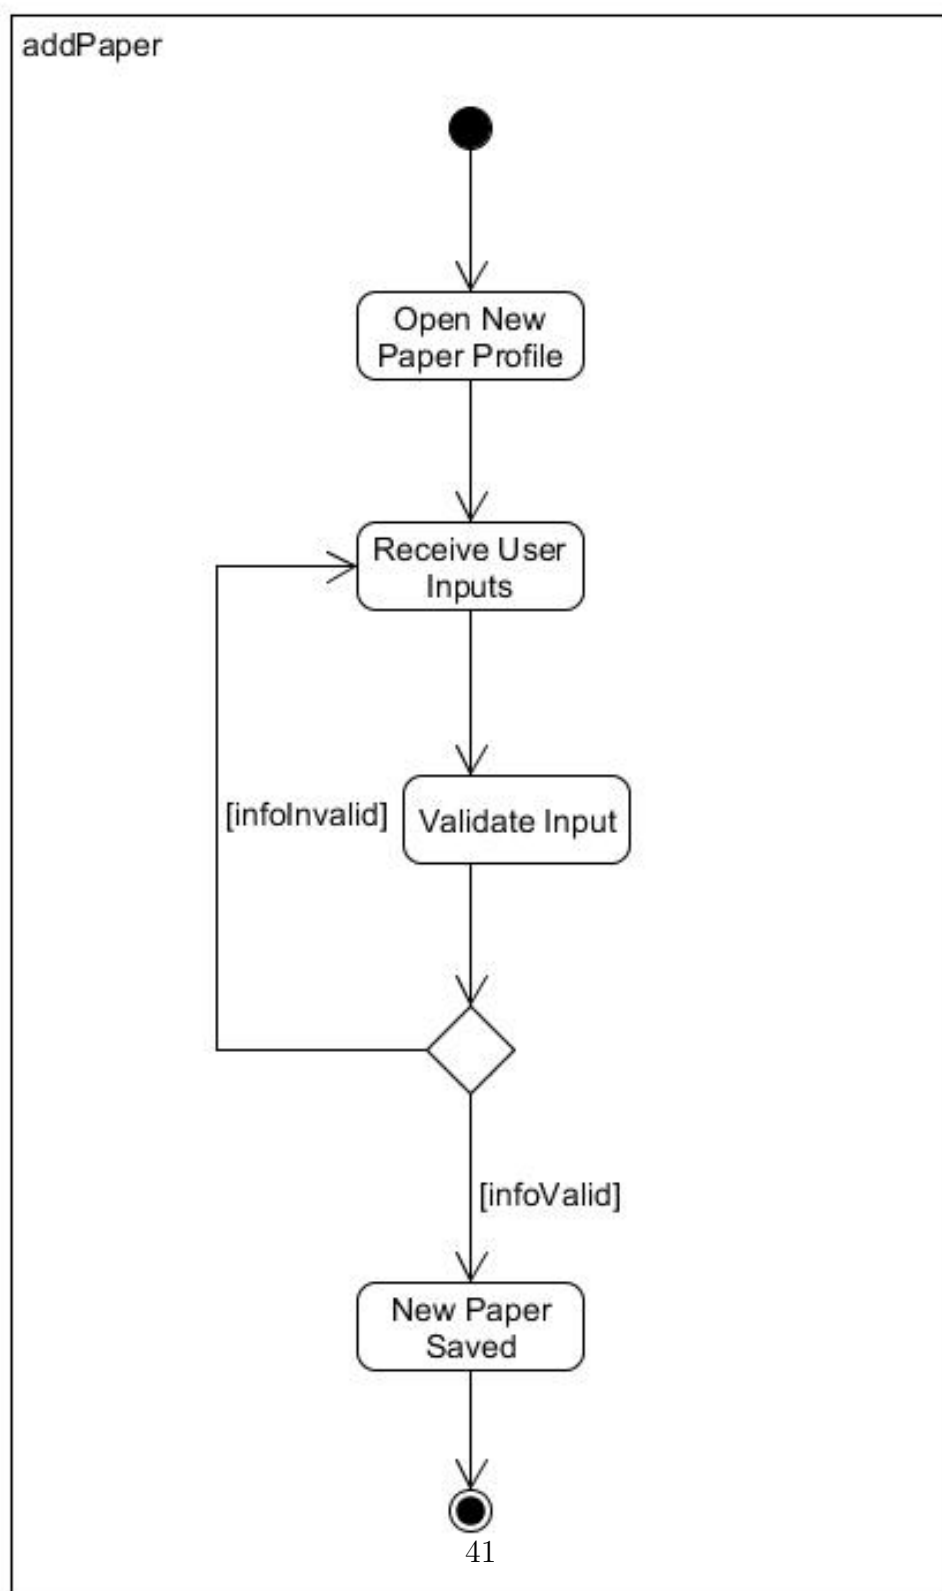 addPaper
Open New
Paper Profile
Receive User
Inputs
[infoInvalid]
Validate Input
[infoValid]
New Paper
Saved
41